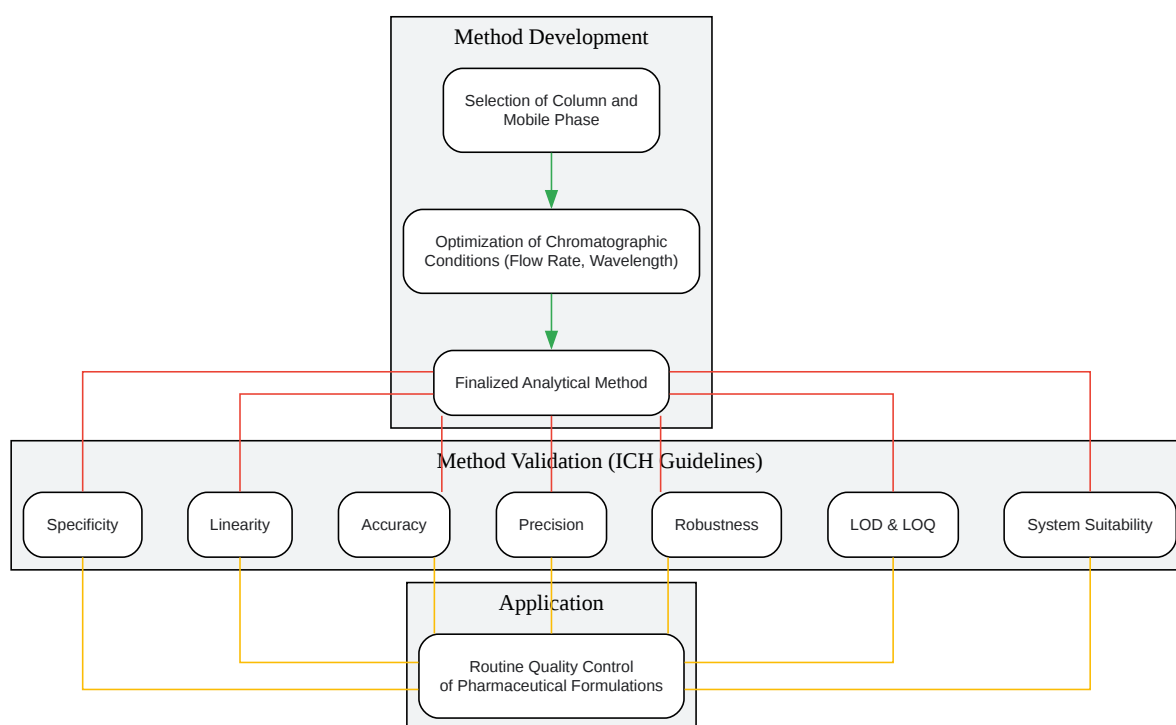 Method Development
Selection of Column and
Mobile Phase
Optimization of Chromatographic
Conditions (Flow Rate, Wavelength)
Finalized Analytical Method
Method Validation (ICH Guidelines)
Specificity
Linearity
Accuracy
Precision
Robustness
LOD & LOQ
System Suitability
Application
Routine Quality Control
of Pharmaceutical Formulations